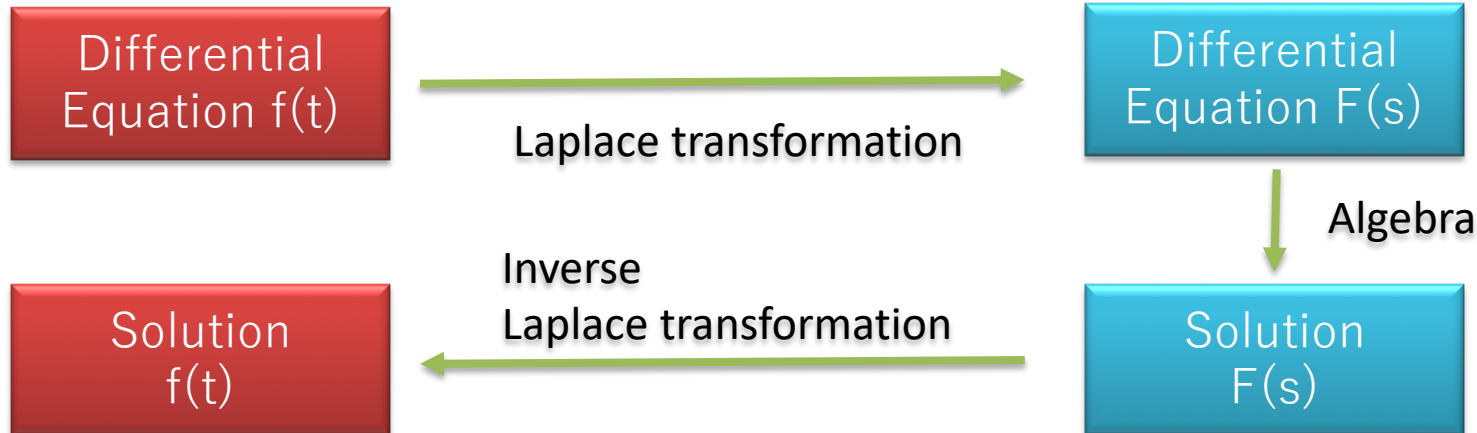 Differential
Equation f(t)
Laplace transformation
Differential
Equation F(s)
Algebra
Inverse
Laplace transformation
Solution
f(t)
Solution
F(s)